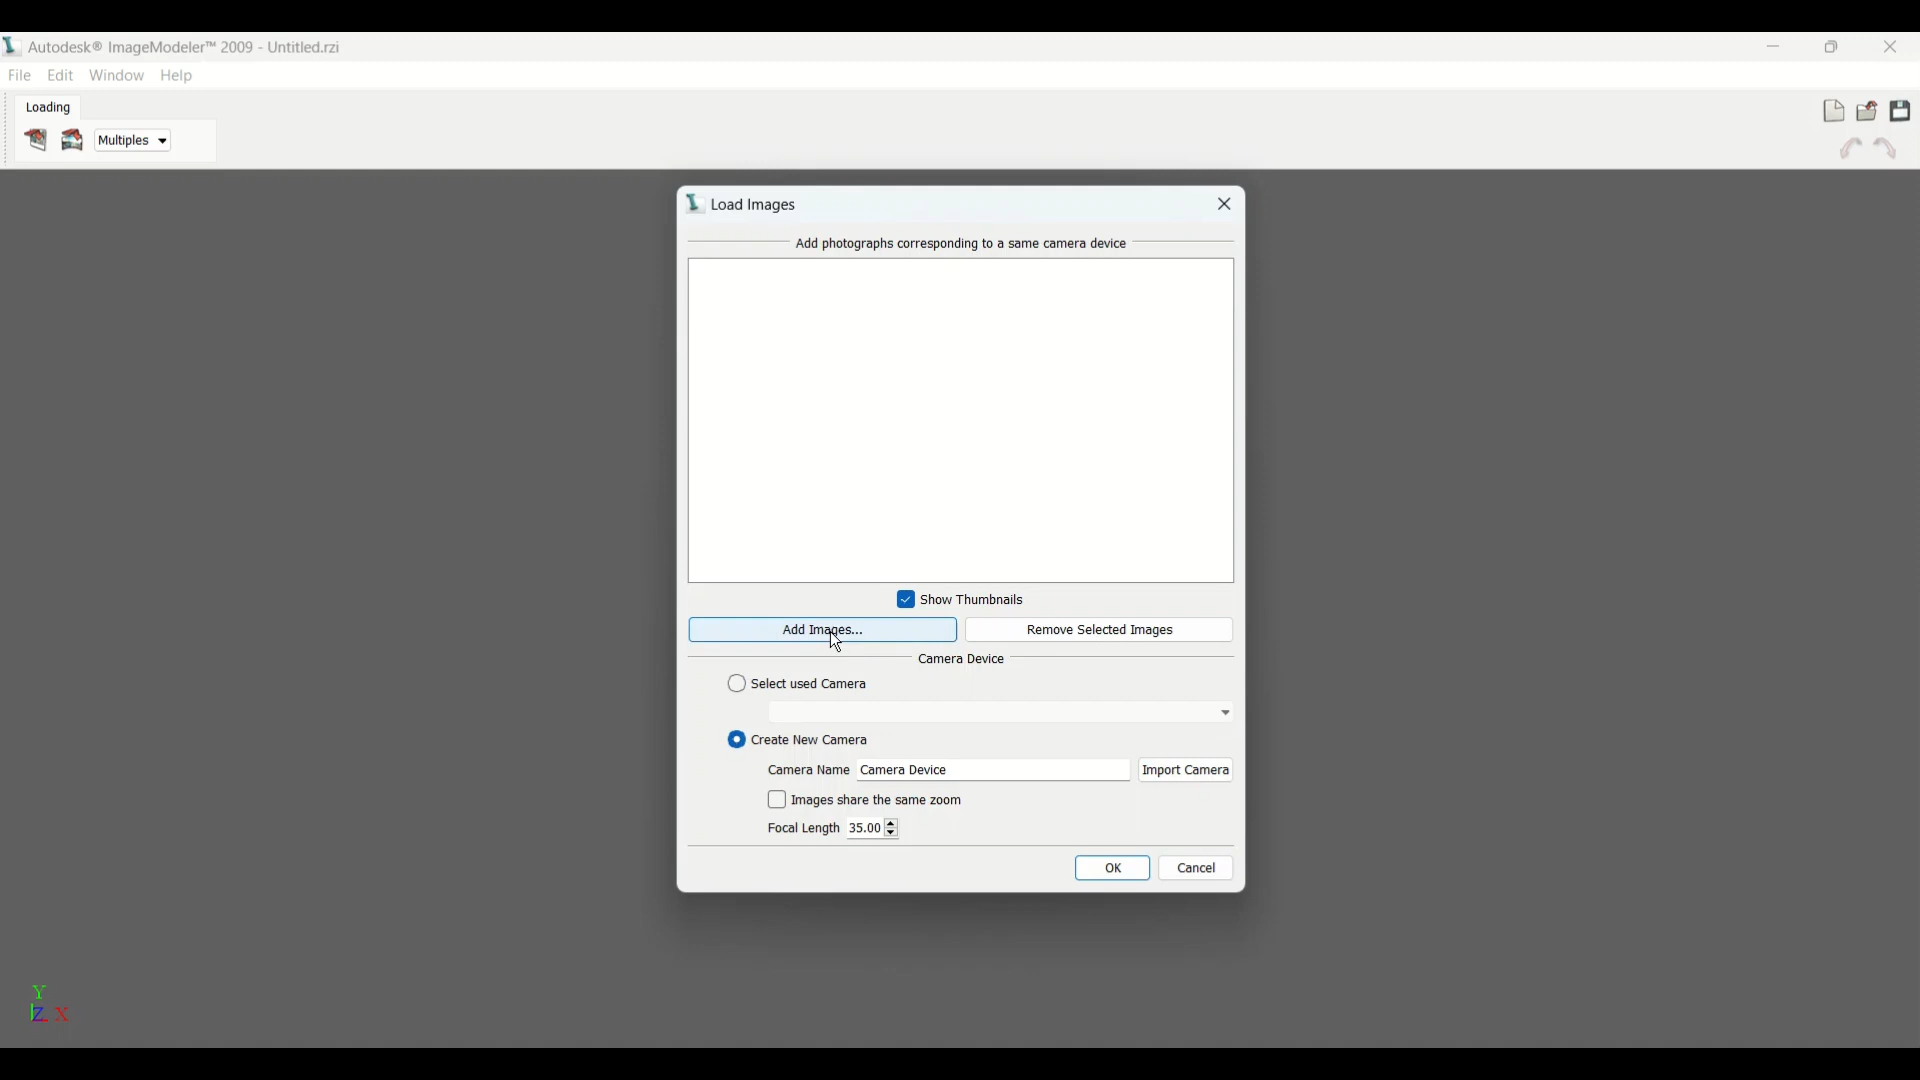 Autodesk® ImageModeler™ 2009 - Untitled.rzi
File Edit Window Help
Loading
Multiples
Load Images
Add photographs corresponding to a same camera device
Show Thumbnails
Add Images... Remove Selected Images
Camera Device
Select used Camera
Create New Camera
Camera Name Camera Device Import Camera
Images share the same zoom
Focal Length 35.00
OK Cancel
Y
Z X